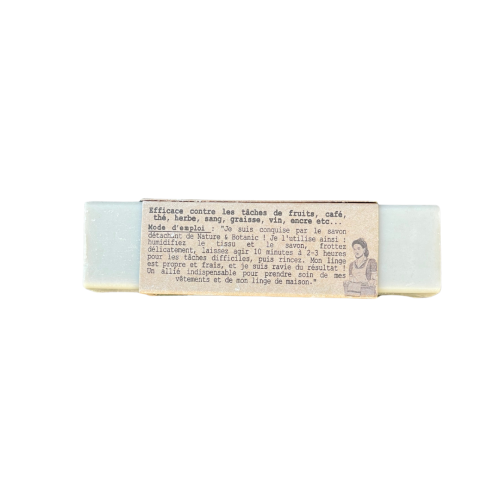 Efficace contre les tâches de fruits, café,
thé, herbe, sang, graisse, vin, encre etc...
Mode d'emploi : "Je suis conquise par le savon
détachant de Nature & Botanic ! Je l'utilise ainsi :
humidifiez le tissu et le savon, frottez
délicatement, laissez agir 10 minutes à 2-3 heures
pour les tâches difficiles, puis rincez. Mon linge
est propre et frais, et je suis ravie du résultat !
Un allié indispensable pour prendre soin de mes
vêtements et de mon linge de maison."